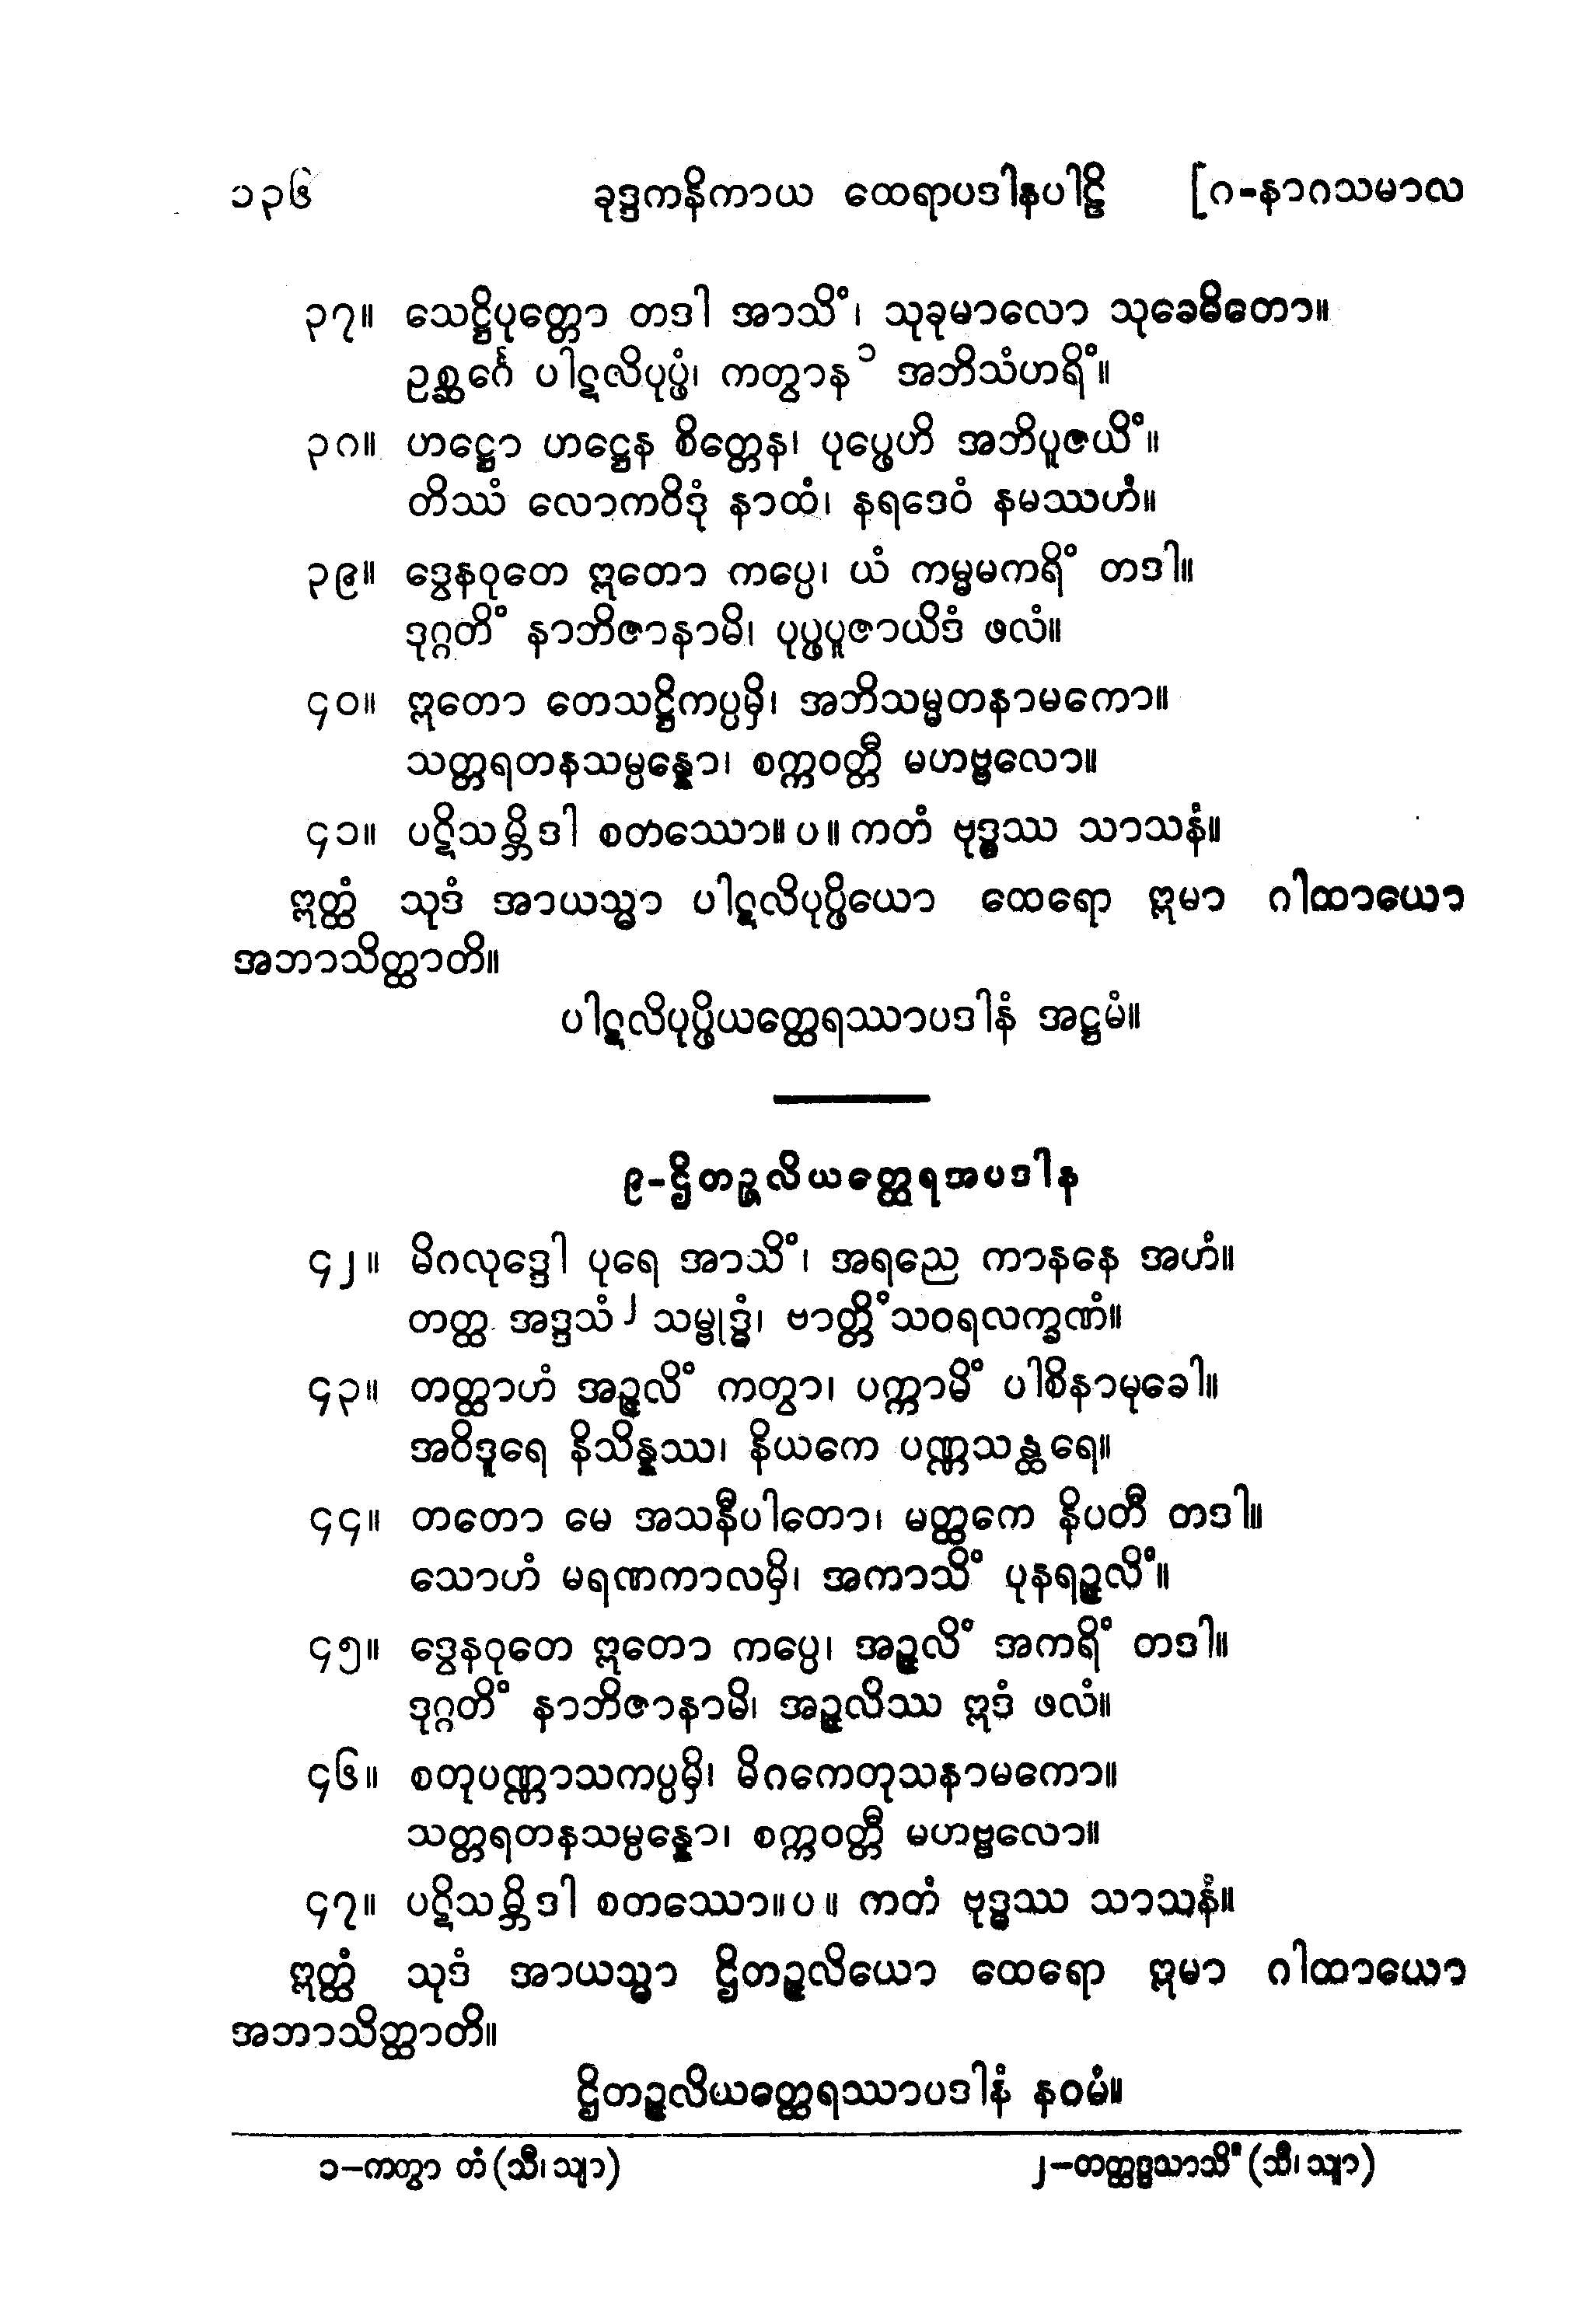 ၁၃၆ ခုဒ္ဒကနိကာယ ထေရာပဒါနပါဠိ [ဂ-နာဂသမာလ
၃၇။ သေဋ္ဌိပုတ္တော တဒါ အာသိံ၊ သုခုမာလော သုခေဓိတော။
ဥစ္ဆင်္ဂေ ပါဋလိပုပ္ဖံ၊ ကတွာန ၁ အဘိသံဟရိံ။
၃၈။ ဟဋ္ဌော ဟဋ္ဌေန စိတ္တေန၊ ပုပ္ဖေဟိ အဘိပူဇယိံ။
တိဿံ လောကဝိဒုံ နာထံ၊ နရဒေဝံ နမဿဟံ။
၃၉။ ဒွေနဝုတေ ဣတော ကပ္ပေ၊ ယံ ကမ္မမကရိံ တဒါ။
ဒုဂ္ဂတိံ နာဘိဇာနာမိ၊ ပုပ္ဖပူဇာယိဒံ ဖလံ။
၄၀။ ဣတော တေသဋ္ဌိကပ္ပမှိ၊ အဘိသမ္မတနာမကော။
သတ္တရတနသမ္ပန္နော၊ စက္ကဝတ္တီ မဟဗ္ဗလော။
၄၁။ ပဋိသမ္ဘိဒါ စတဿော။ ပ။ ကတံ ဗုဒ္ဓဿ သာသနံ။
ဣတ္ထံ သုဒံ အာယသ္မာ ပါဋလိပုပ္ဖိယော ထေရော ဣမာ ဂါထာယော
အဘာသိတ္ထာတိ။
ပါဋလိပုပ္ဖိယတ္ထေရဿာပဒါနံ အဋ္ဌမံ။
၉-ဌိတဉ္ဇလိယတ္ထေရအပဒါန
၄၂။ မိဂလုဒ္ဒေါ ပုရေ အာသိံ၊ အရညေ ကာနနေ အဟံ။
တတ္ထ အဒ္ဒသံ ၂ သမ္ဗုဒ္ဓံ၊ ဗာတ္တိံသဝရလက္ခဏံ။
၄၃။ တတ္ထာဟံ အဉ္ဇလိံ ကတွာ၊ ပက္ကာမိံ ပါစိနာမုခေါ။
အဝိဒူရေ နိသိန္နဿ၊ နိယကေ ပဏ္ဏသန္ထရေ။
၄၄။ တတော မေ အသနီပါတော၊ မတ္ထကေ နိပတီ တဒါ။
သောဟံ မရဏကာလမှိ၊ အကာသိံ ပုနရဉ္ဇလိံ။
၄၅။ ဒွေနဝုတေ ဣတော ကပ္ပေ၊ အဉ္ဇလိံ အကရိံ တဒါ။
ဒုဂ္ဂတိံ နာဘိဇာနာမိ၊ အဉ္ဇလိဿ ဣဒံ ဖလံ။
၄၆။ စတုပဏ္ဏာသကပ္ပမှိ၊ မိဂကေတုသနာမကော။
သတ္တရတနသမ္ပန္နော၊ စက္ကဝတ္တီ မဟဗ္ဗလော။
၄၇။ ပဋိသမ္ဘိဒါ စတဿော။ပ။ ကတံ ဗုဒ္ဓဿ သာသနံ။
ဣတ္ထံ သုဒံ အာယသ္မာ ဌိတဉ္ဇလိယော ထေရော ဣမာ ဂါထာယော
အဘာသိတ္ထာတိ။
ဌိတဉ္ဇလိယတ္ထေရဿာပဒါနံ နဝမံ။
၁-ကတွာ တံ (သီ၊ သျာ) ၂-တတ္ထဒ္ဒသာသိံ (သီ၊ သျာ)